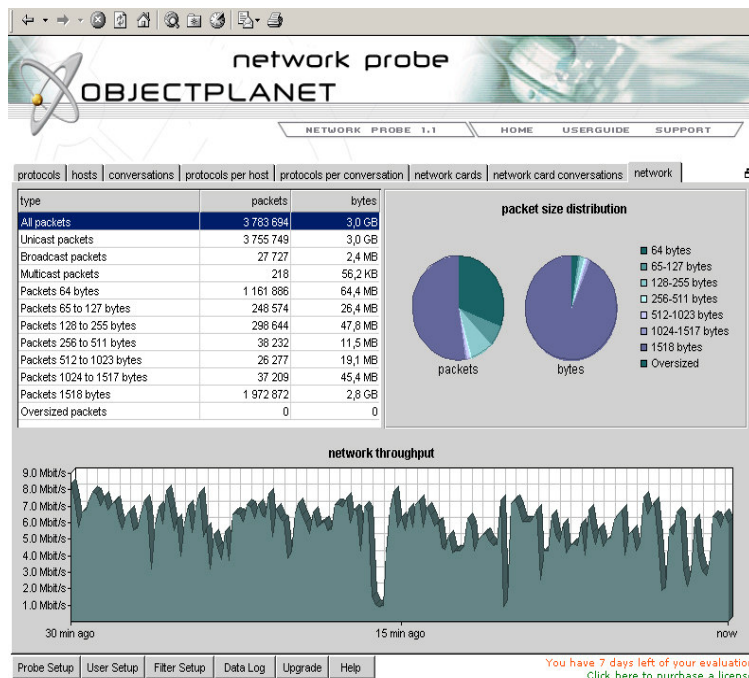 network probe
OBJECTPLANET
NETWORK PROBE 1.1 HOME USERGUIDE SUPPORT
protocols hosts conversations protocols per host protocols per conversation network cards network card conversations network
type packets bytes
All packets 3 783 694 3,0 GB
Unicast packets 3 755 749 3,0 GB
Broadcast packets 27 727 2,4 MB
Multicast packets 218 56,2 KB
Packets 64 bytes 1 161 886 64,4 MB
Packets 65 to 127 bytes 248 574 26,4 MB
Packets 128 to 255 bytes 298 644 47,8 MB
Packets 256 to 511 bytes 38 232 11,5 MB
Packets 512 to 1023 bytes 26 277 19,1 MB
Packets 1024 to 1517 bytes 37 209 45,4 MB
Packets 1518 bytes 1 972 872 2,8 GB
Oversized packets 0 0
packet size distribution
64 bytes
65-127 bytes
128-255 bytes
256-511 bytes
512-1023 bytes
1024-1517 bytes
1518 bytes
Oversized
packets bytes
network throughput
9.0 Mbit/s
8.0 Mbit/s
7.0 Mbit/s
6.0 Mbit/s
5.0 Mbit/s
4.0 Mbit/s
3.0 Mbit/s
2.0 Mbit/s
1.0 Mbit/s
30 min ago 15 min ago now
Probe Setup User Setup Filter Setup Data Log Upgrade Help
You have 7 days left of your evaluation
Click here to purchase a license